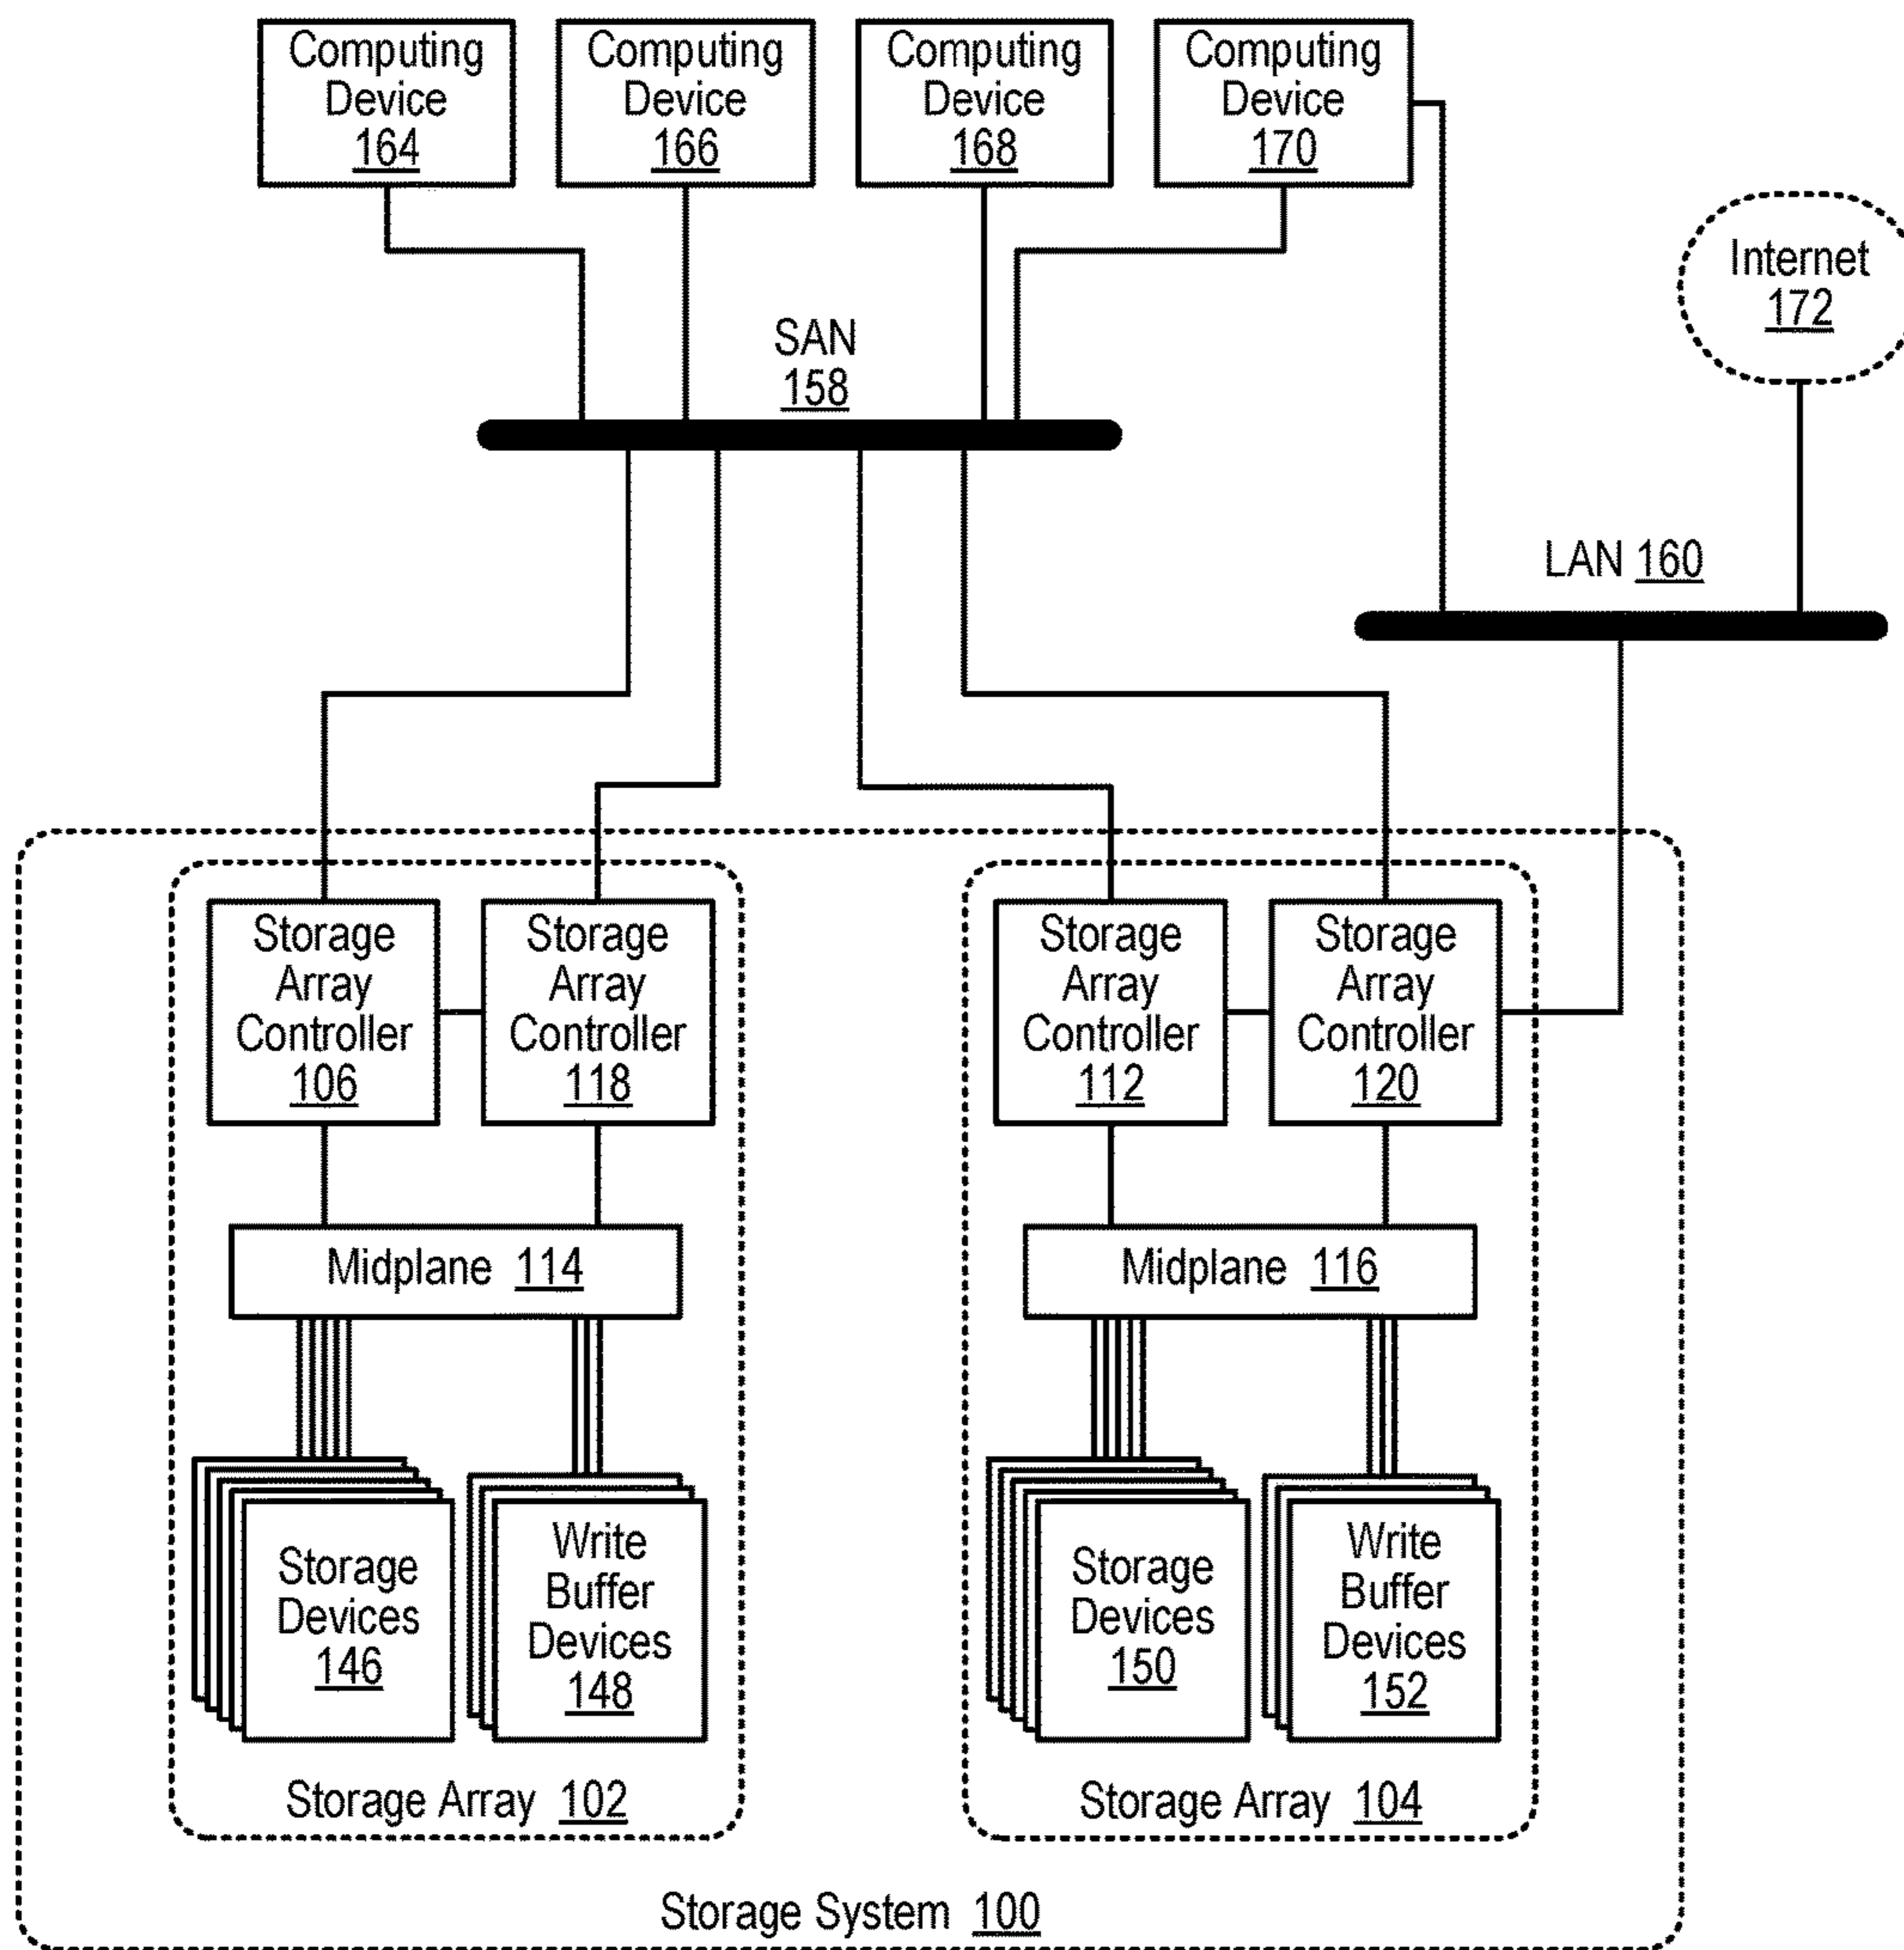 Computing
Device
164
Computing
Device
166
Computing
Device
168
Computing
Device
170
Internet
172
SAN
158
LAN 160
Storage
Array
Controller
106
Storage
Array
Controller
118
Storage
Array
Controller
112
Storage
Array
Controller
120
Midplane 114
Midplane 116
Storage
Devices
146
Write
Buffer
Devices
148
Storage
Devices
150
Write
Buffer
Devices
152
Storage Array 102
Storage Array 104
Storage System 100